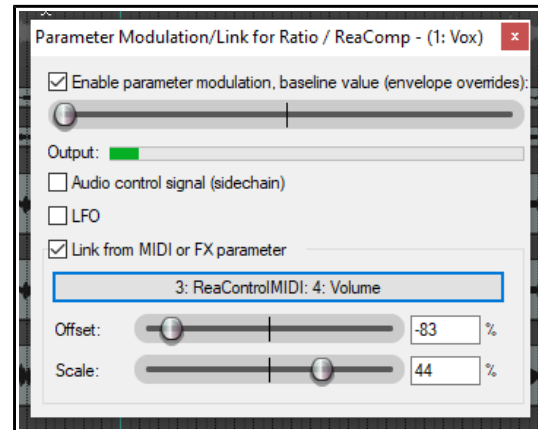 Parameter Modulation/Link for Ratio / ReaComp - (1: Vox) x
Enable parameter modulation, baseline value (envelope overrides):
Output:
Audio control signal (sidechain)
LFO
Link from MIDI or FX parameter
3: ReaControlMIDI: 4: Volume
Offset: -83 %
Scale: 44 %